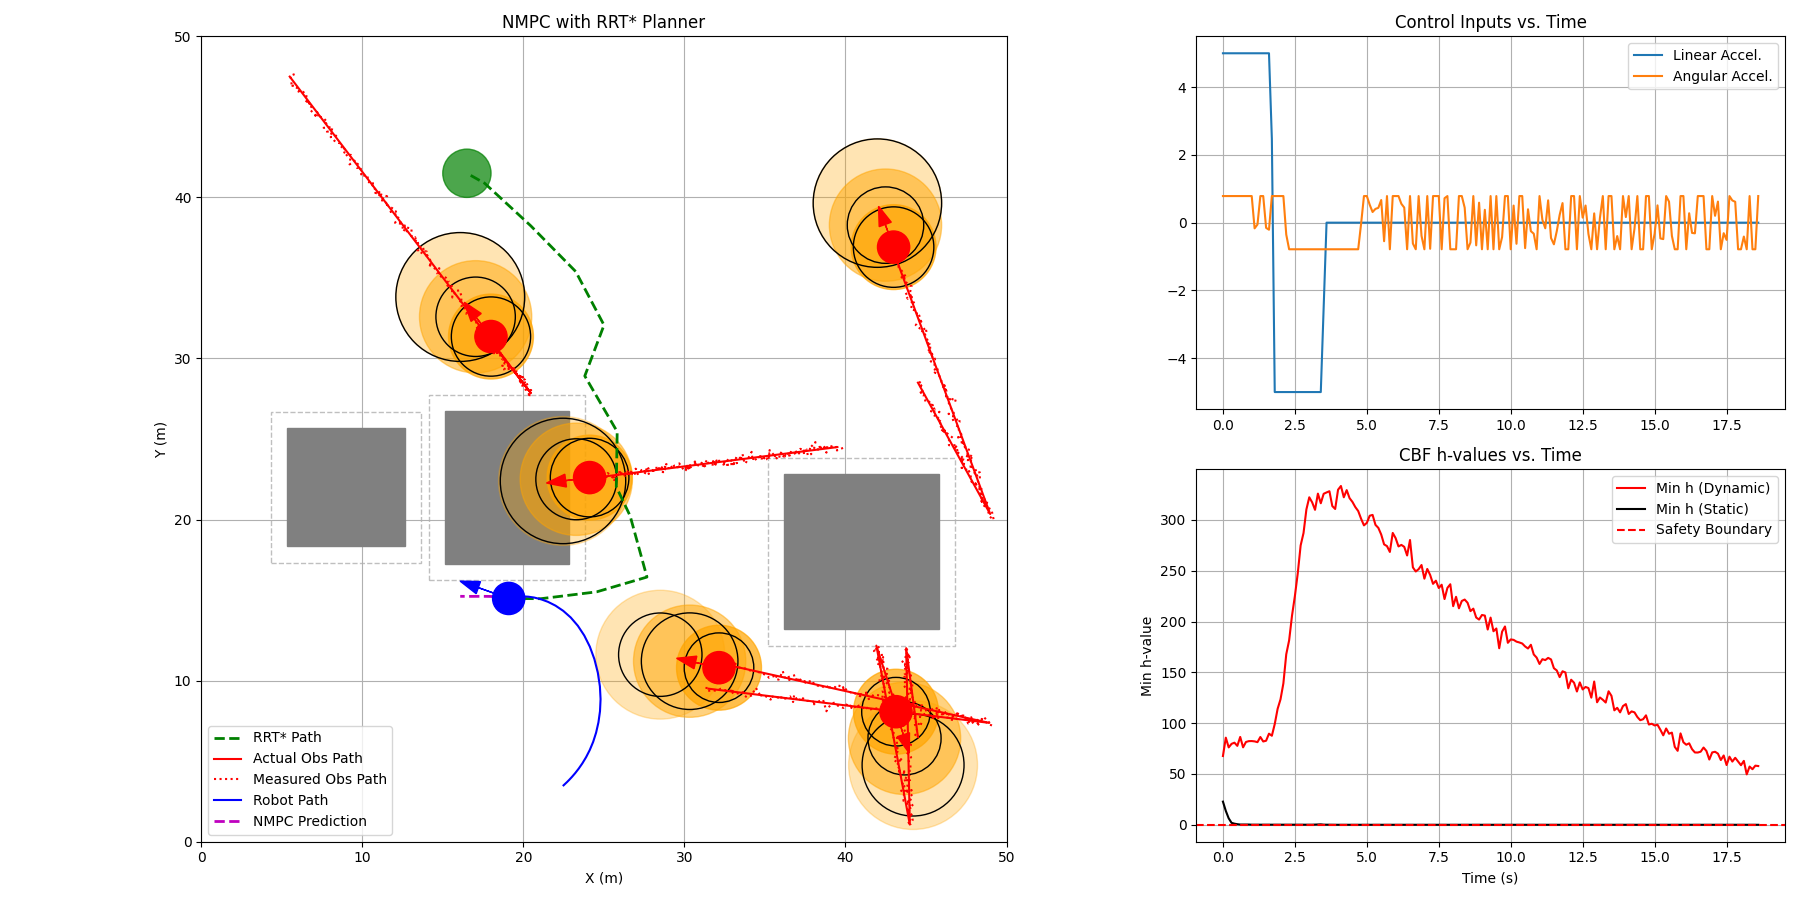 NMPC with RRT* Planner
50
40
30
20
10
0
Y (m)
0 10 20 30 40 50
X (m)
RRT* Path
Actual Obs Path
Measured Obs Path
Robot Path
NMPC Prediction
Control Inputs vs. Time
Linear Accel.
Angular Accel.
4
2
0
−2
−4
0.0 2.5 5.0 7.5 10.0 12.5 15.0 17.5
CBF h-values vs. Time
Min h (Dynamic)
Min h (Static)
Safety Boundary
300
250
200
150
100
50
0
Min h-value
0.0 2.5 5.0 7.5 10.0 12.5 15.0 17.5
Time (s)